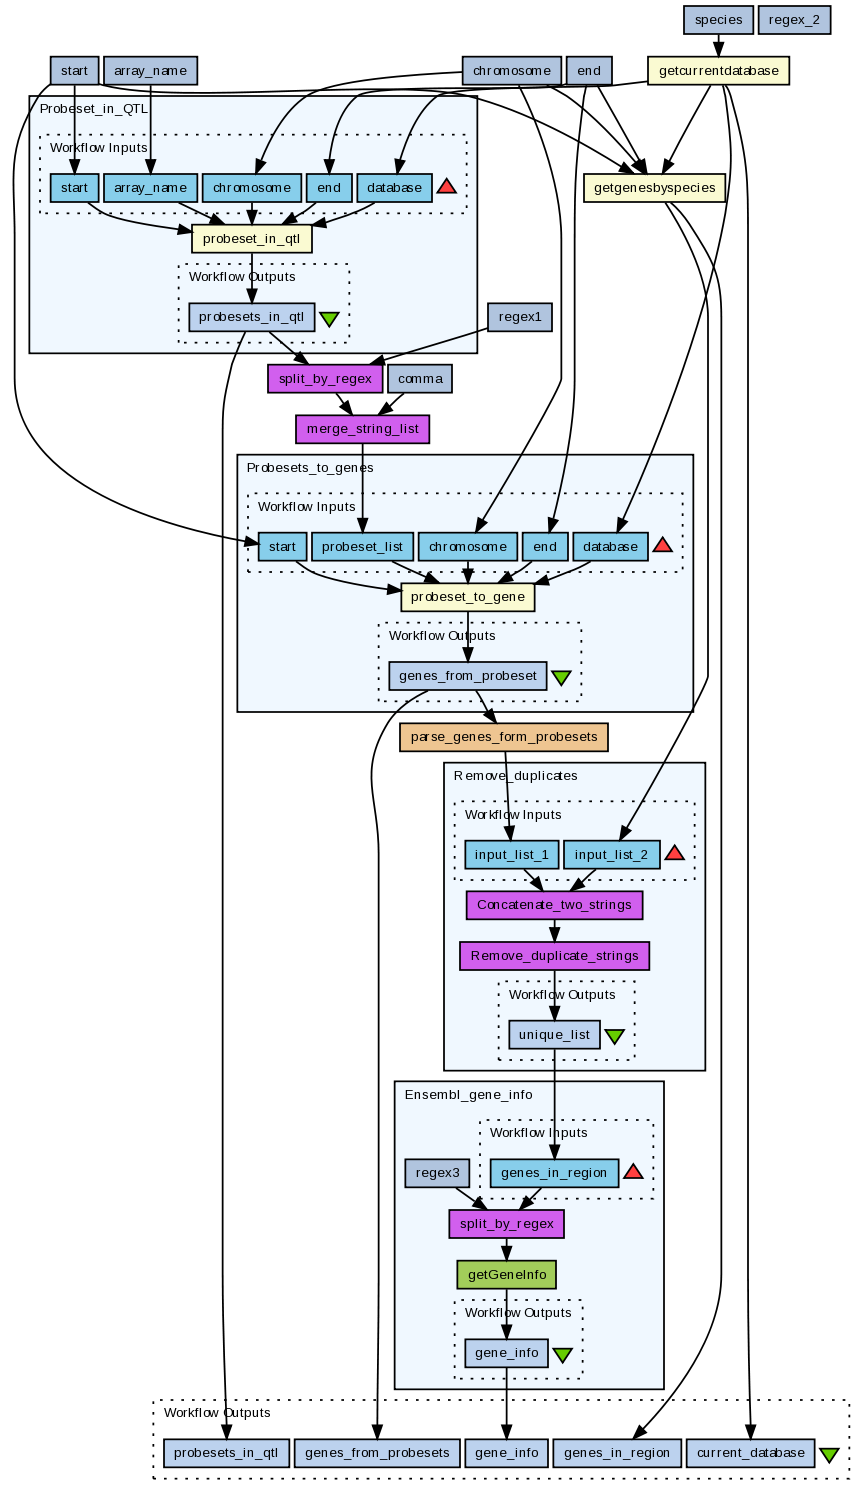 species
regex_2
start
array_name
chromosome
end
getcurrentdatabase
Probeset_in_QTL
Workflow Inputs
start
array_name
chromosome
end
database
getgenesbyspecies
probeset_in_qtl
Workflow Outputs
probesets_in_qtl
regex1
split_by_regex
comma
merge_string_list
Probesets_to_genes
Workflow Inputs
start
probeset_list
chromosome
end
database
probeset_to_gene
Workflow Outputs
genes_from_probeset
parse_genes_form_probesets
Remove_duplicates
Workflow Inputs
input_list_1
input_list_2
Concatenate_two_strings
Remove_duplicate_strings
Workflow Outputs
unique_list
Ensembl_gene_info
Workflow Inputs
regex3
genes_in_region
split_by_regex
getGeneInfo
Workflow Outputs
gene_info
Workflow Outputs
probesets_in_qtl
genes_from_probesets
gene_info
genes_in_region
current_database